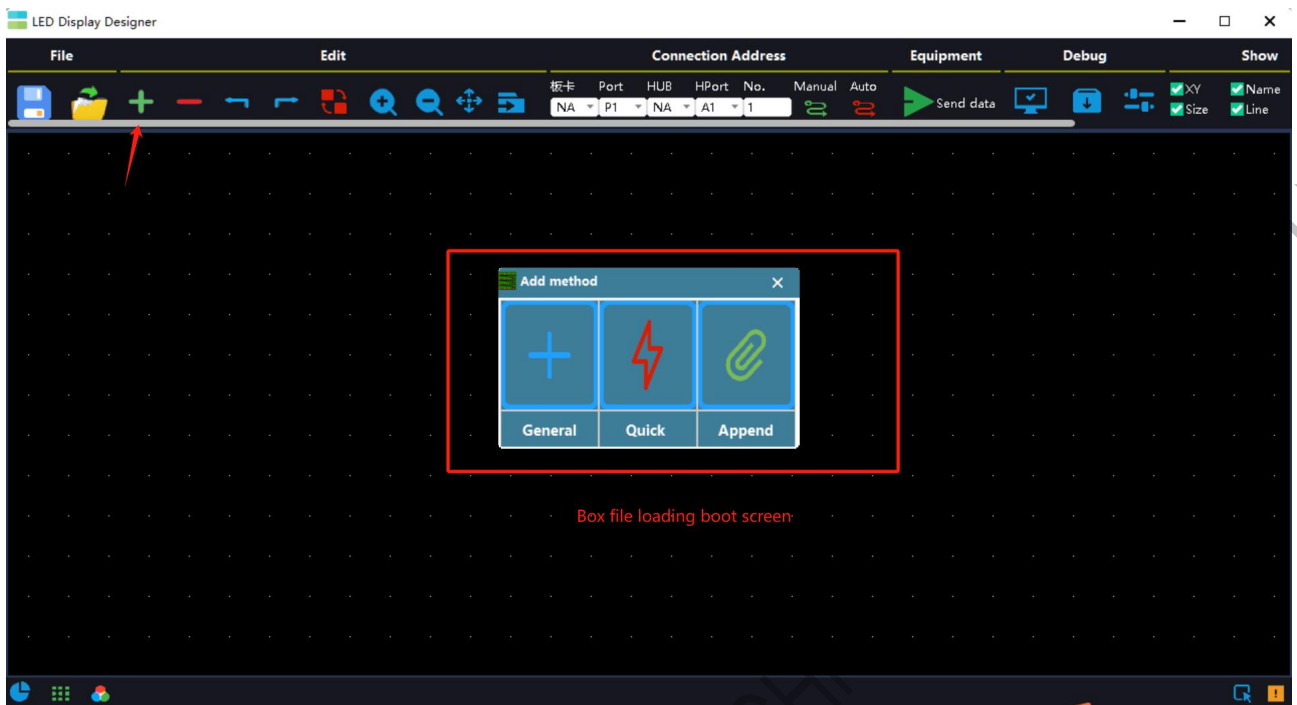 LED Display Designer
File Edit Connection Address Equipment Debug Show
板卡 Port HUB HPort No. Manual Auto
NA P1 NA A1 1
Send data
XY Name
Size Line
Add method
General Quick Append
Box file loading boot screen